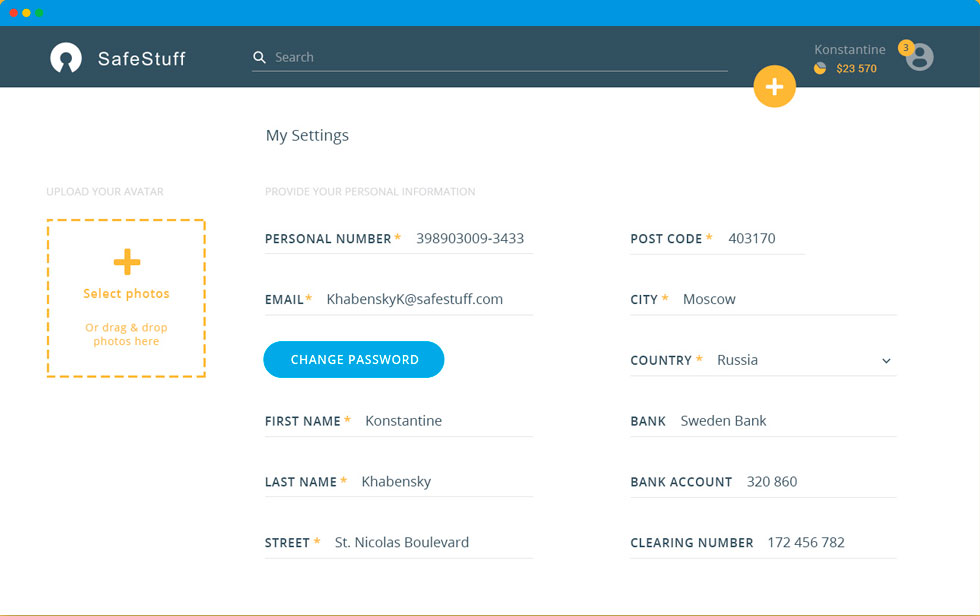 SafeStuff
Search
Konstantine
3
$23 570
My Settings
UPLOAD YOUR AVATAR
PROVIDE YOUR PERSONAL INFORMATION
Select photos
Or drag & drop
photos here
PERSONAL NUMBER * 398903009-3433
POST CODE * 403170
EMAIL* KhabenskyK@safestuff.com
CITY * Moscow
CHANGE PASSWORD
COUNTRY * Russia
FIRST NAME * Konstantine
BANK Sweden Bank
LAST NAME * Khabensky
BANK ACCOUNT 320 860
STREET * St. Nicolas Boulevard
CLEARING NUMBER 172 456 782